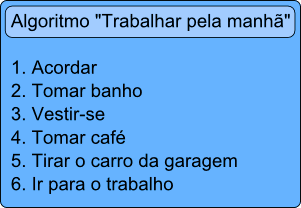 Algoritmo "Trabalhar pela manhã"
1. Acordar
2. Tomar banho
3. Vestir-se
4. Tomar café
5. Tirar o carro da garagem
6. Ir para o trabalho